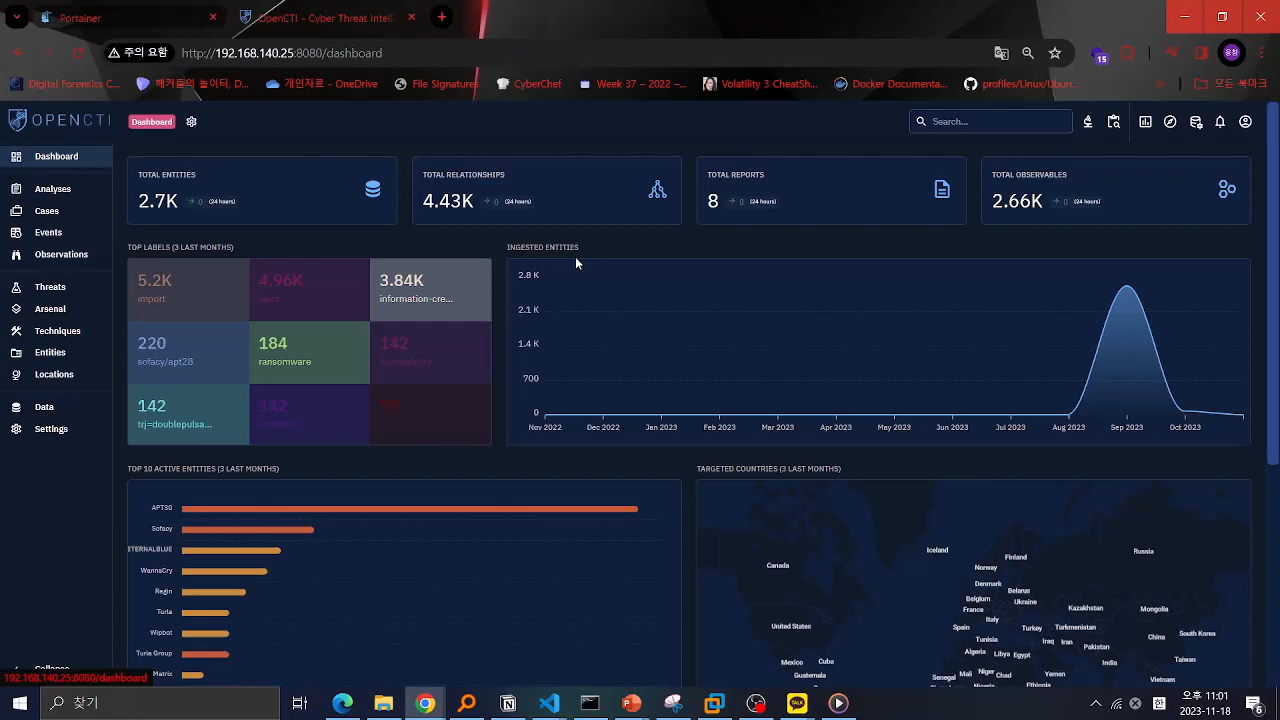 Portainer
OpenCTI - Cyber Threat Intelli
주의 요함
http://192.168.140.25:8080/dashboard
15
Digital Forensics C...
해커들의 놀이터, D...
개인자료 - OneDrive
File Signatures
CyberChef
Week 37 – 2022 –...
Volatility 3 CheatSh...
Docker Documenta...
profiles/Linux/Ubun...
모든 북마크
OPENCTI
Dashboard
Search...
Dashboard
Analyses
Cases
Events
Observations
Threats
Arsenal
Techniques
Entities
Locations
Data
Settings
TOTAL ENTITIES
2.7K 0 (24 hours)
TOTAL RELATIONSHIPS
4.43K 0 (24 hours)
TOTAL REPORTS
8 0 (24 hours)
TOTAL OBSERVABLES
2.66K 0 (24 hours)
TOP LABELS (3 LAST MONTHS)
5.2K
import
4.96K
3.84K
information-cre...
220
sofacy/apt28
184
ransomware
142
142
trj=doublepulsa...
142
INGESTED ENTITIES
2.8 K
2.1 K
1.4 K
700
0
Nov 2022
Dec 2022
Jan 2023
Feb 2023
Mar 2023
Apr 2023
May 2023
Jun 2023
Jul 2023
Aug 2023
Sep 2023
Oct 2023
TOP 10 ACTIVE ENTITIES (3 LAST MONTHS)
APT30
Sofacy
ETERNALBLUE
WannaCry
Regin
Turla
Wipbot
Turla Group
Matrix
TARGETED COUNTRIES (3 LAST MONTHS)
Iceland
Finland
Russia
Canada
Norway
Denmark
Belarus
Belgium
Ukraine
France
Kazakhstan
Mongolia
Italy
United States
Spain
Turkey
Turkmenistan
South Korea
China
Tunisia
Iraq
Iran
Pakistan
Algeria
Libya
Egypt
Taiwan
Mexico
Cuba
India
Guatemala
Mali
Niger
Chad
Yemen
Vietnam
Senegal
Ethiopia
192.168.140.25:8080/dashboard
찾기
TALK
오후 11:01
2023-11-18
6